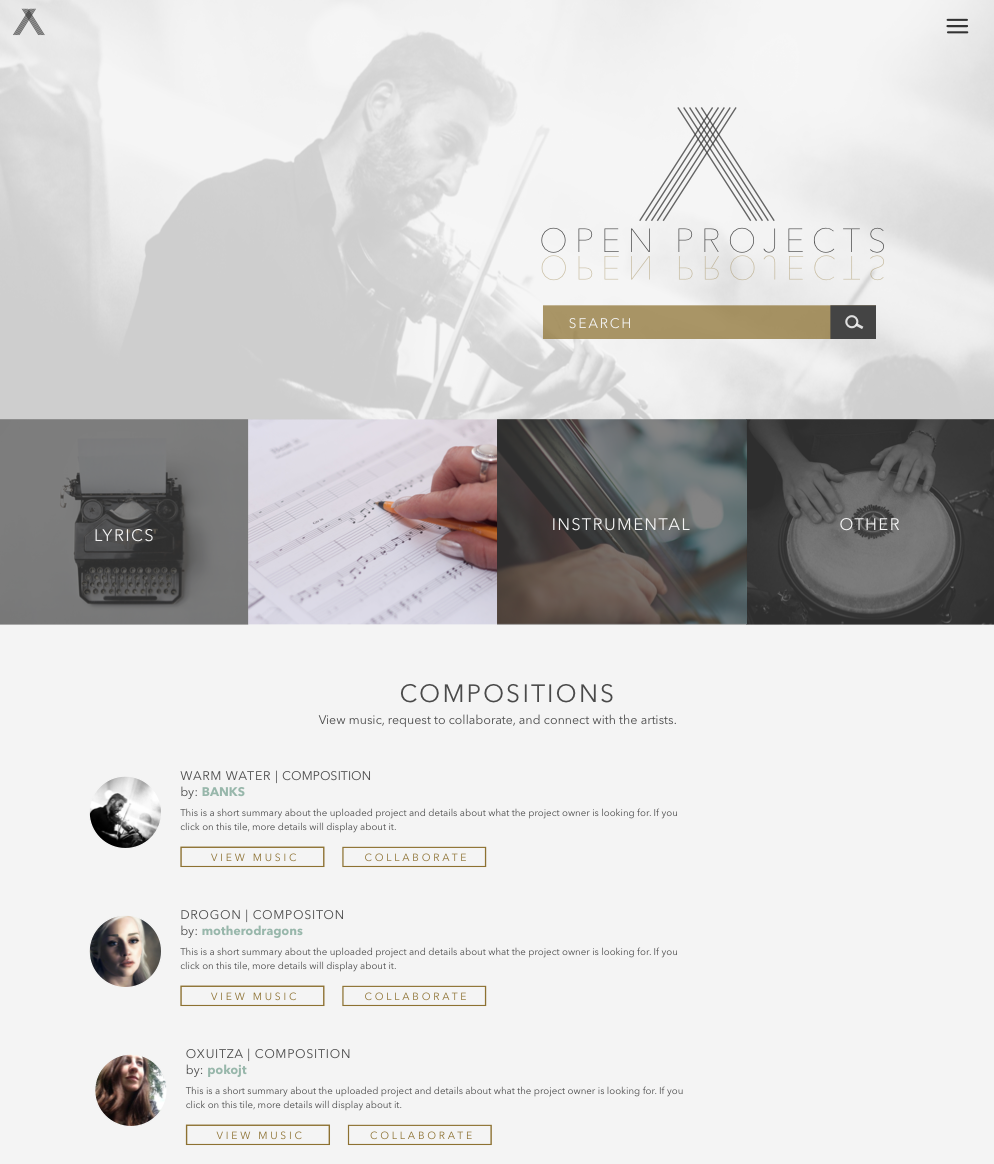 OPEN PROJECTS
SEARCH
LYRICS
INSTRUMENTAL
OTHER
COMPOSITIONS
View music, request to collaborate, and connect with the artists.
WARM WATER | COMPOSITION
by: BANKS
This is a short summary about the uploaded project and details about what the project owner is looking for. If you
click on this tile, more details will display about it.
VIEW MUSIC
COLLABORATE
DROGON | COMPOSITON
by: motherodragons
This is a short summary about the uploaded project and details about what the project owner is looking for. If you
click on this tile, more details will display about it.
VIEW MUSIC
COLLABORATE
OXUITZA | COMPOSITION
by: pokojt
This is a short summary about the uploaded project and details about what the project owner is looking for. If you
click on this tile, more details will display about it.
VIEW MUSIC
COLLABORATE